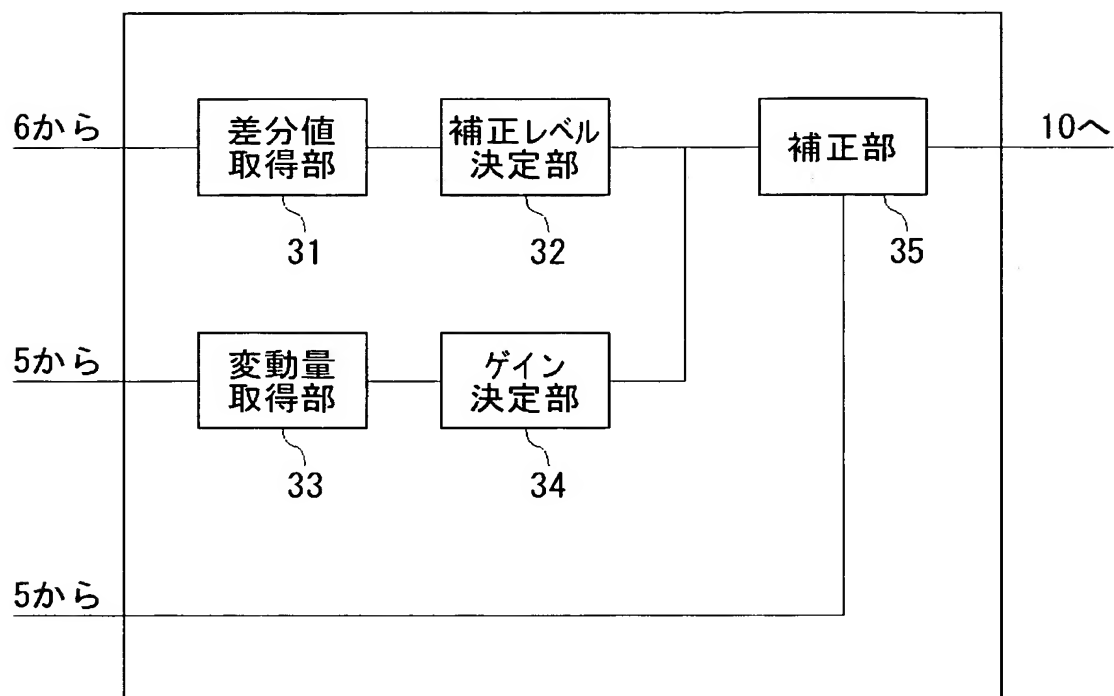 6から
差分値
取得部
31
補正レベル
決定部
32
補正部
35
10へ
5から
変動量
取得部
33
ゲイン
決定部
34
5から